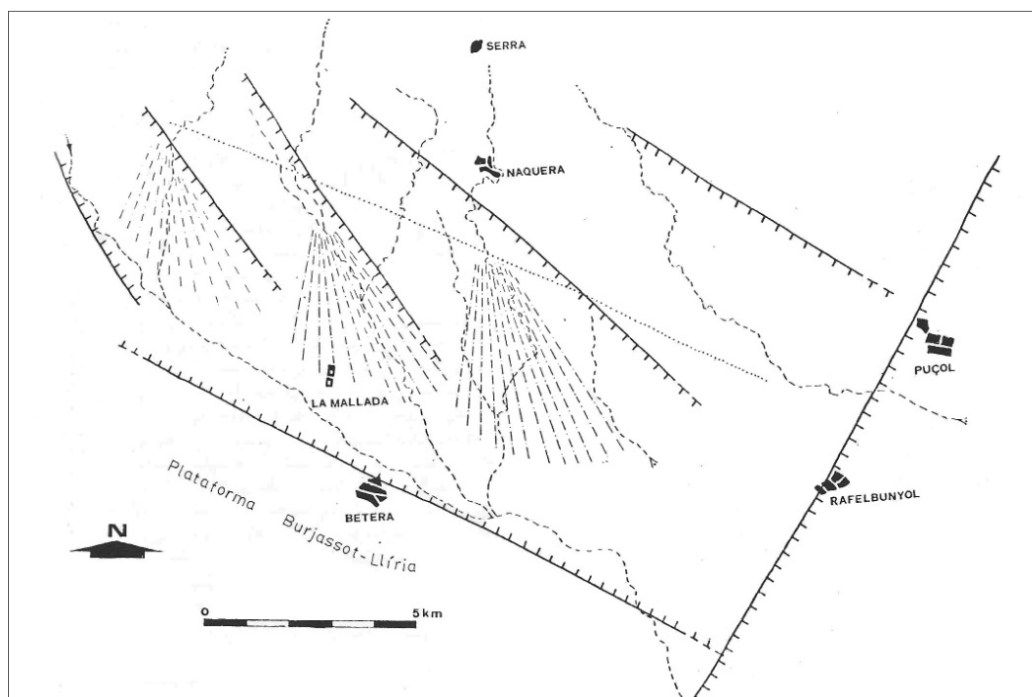 SERRA
NAQUERA
PUÇOL
LA MALLADA
RAFELBUNYOL
BETERA
Plataforma Burjassot-Llíria
N
0 5 km